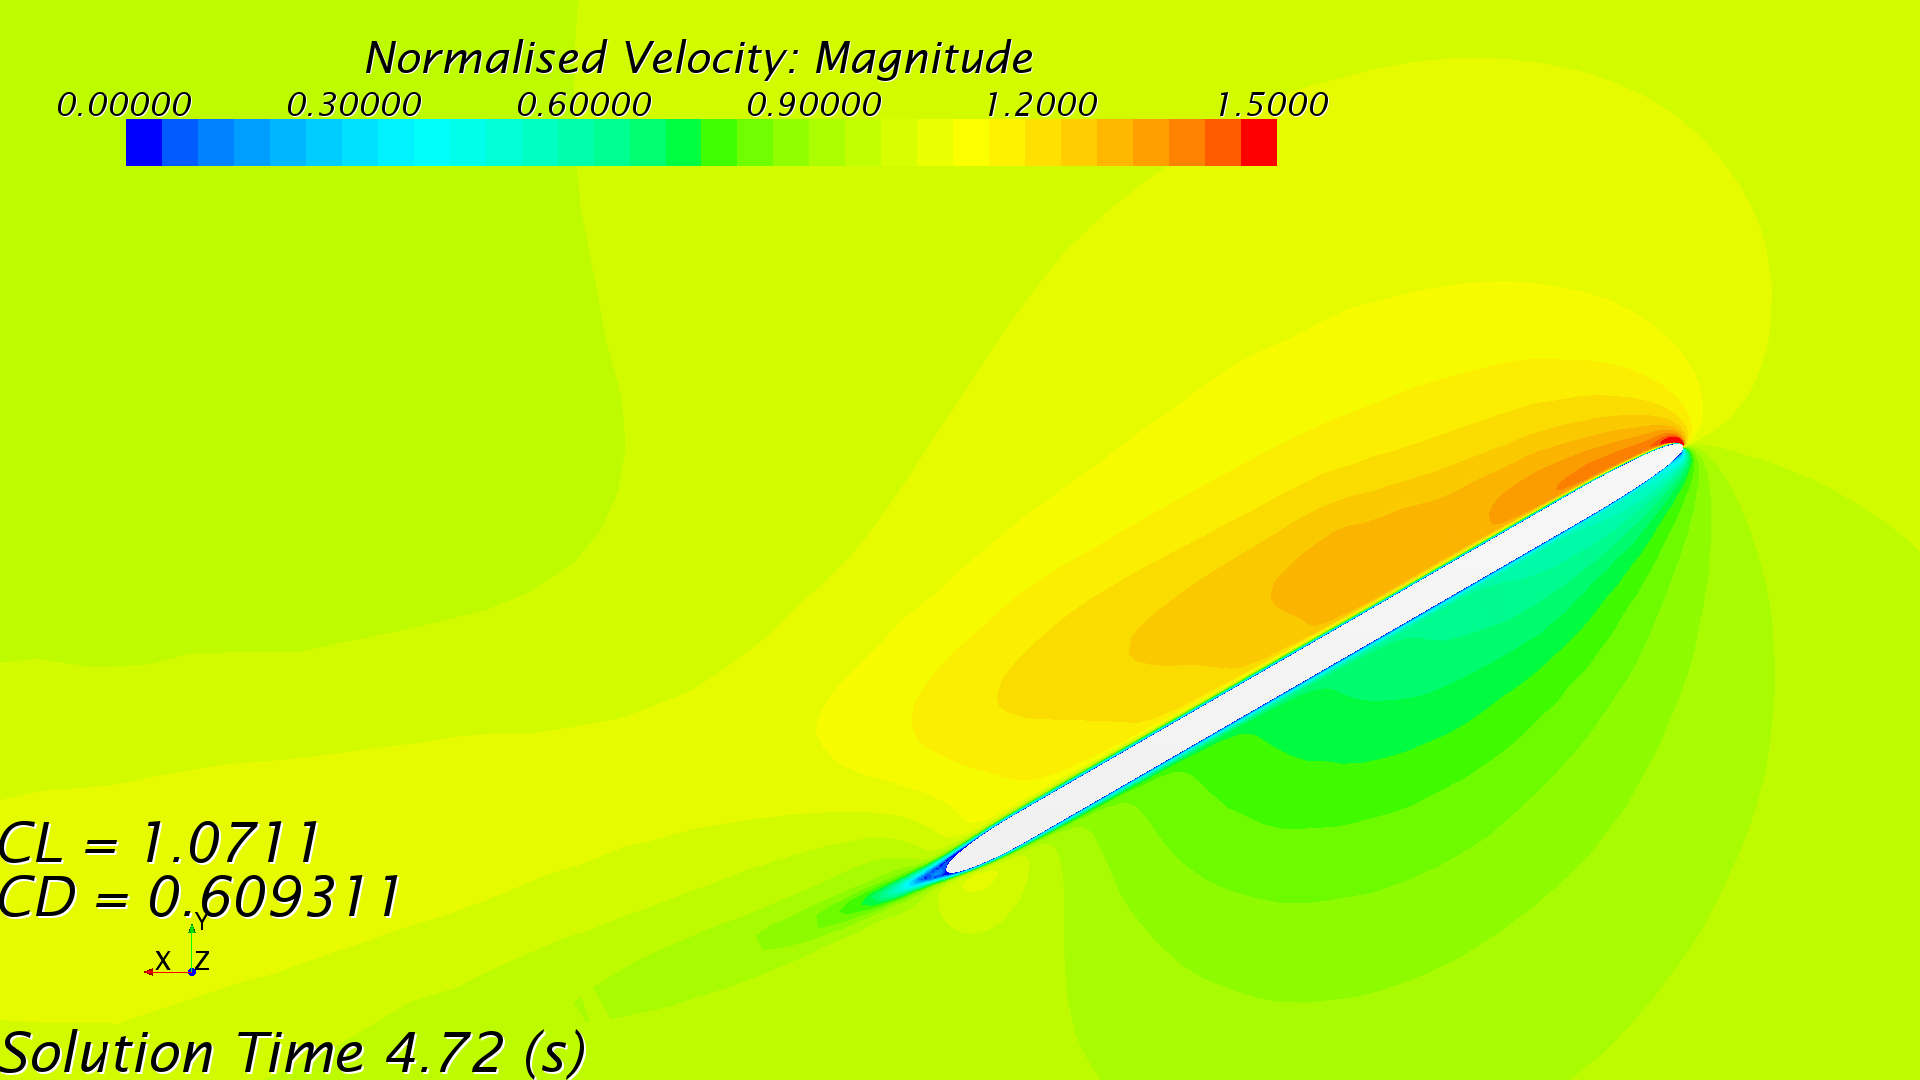 Normalised Velocity: Magnitude
0.00000 0.30000 0.60000 0.90000 1.2000 1.5000
CL = 1.0711
CD = 0.609311
Y
X Z
Solution Time 4.72 (s)